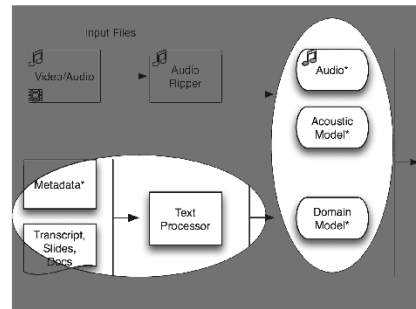 Input Files
Video/Audio
Audio
Ripper
Audio*
Acoustic
Model*
Metadata*
Transcript,
Slides,
Docs
Text
Processor
Domain
Model*